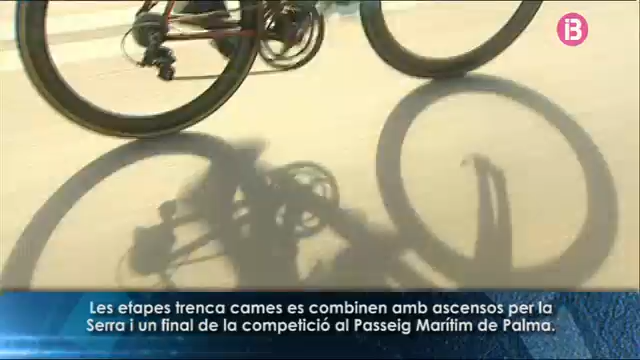 IB
Les etapes trenca cames es combinen amb ascensos per la
Serra i un final de la competició al Passeig Marítim de Palma.